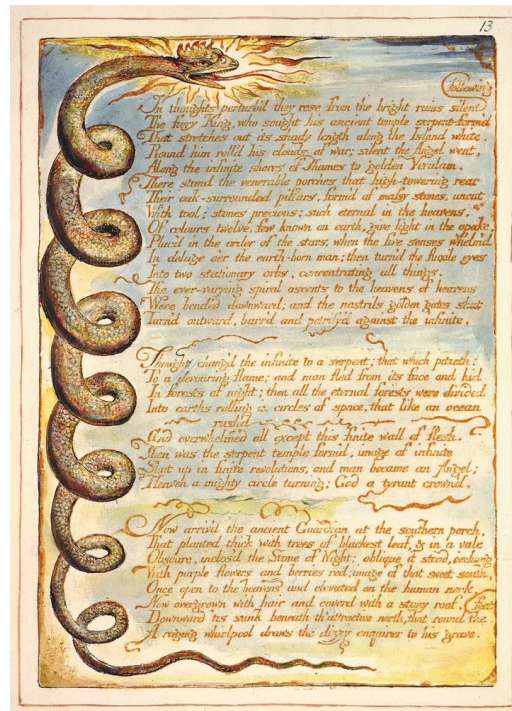 13
following
In thoughts perturb'd they rose from the bright ruins silent
The fiery King, who sought his ancient temple serpent-form'd
That stretches out its shady length along the Island white.
Round him roll'd his clouds of war; silent the Angel went,
Along the infinite shores of Thames to golden Verulam.
There stand the venerable porches that high-towering rear
Their oak-surrounded pillars, form'd of massy stones, uncut
With tool; stones precious; such eternal in the heavens,
Of colours twelve, few known on earth, give light in the opake,
Plac'd in the order of the stars, when the five senses whelm'd
In deluge o'er the earth-born man; then turn'd the fluxile eyes
Into two stationary orbs, concentrating all things.
The ever-varying spiral ascents to the heavens of heavens
Were bended downward; and the nostrils golden gates shut
Turn'd outward, barr'd and petrify'd against the infinite.
Thought chang'd the infinite to a serpent; that which pitieth:
To a devouring flame; and man fled from its face and hid
In forests of night; then all the eternal forests were divided
Into earths rolling in circles of space, that like an ocean
rush'd
And overwhelmed all except this finite wall of flesh.
Then was the serpent temple form'd, image of infinite
Shut up in finite revolutions, and man became an Angel;
Heaven a mighty circle turning; God a tyrant crown'd.
Now arriv'd the ancient Guardian at the southern porch,
That planted thick with trees of blackest leaf, & in a vale
Obscure, inclos'd the Stone of Night; oblique it stood, o'erhung
With purple flowers and berries red; image of that sweet south,
Once open to the heavens and elevated on the human neck,
Now overgrown with hair and cover'd with a stony roof,
Downward 'tis sunk beneath th' attractive north, that round the
feet
A raging whirlpool draws the dizzy enquirer to his grave.